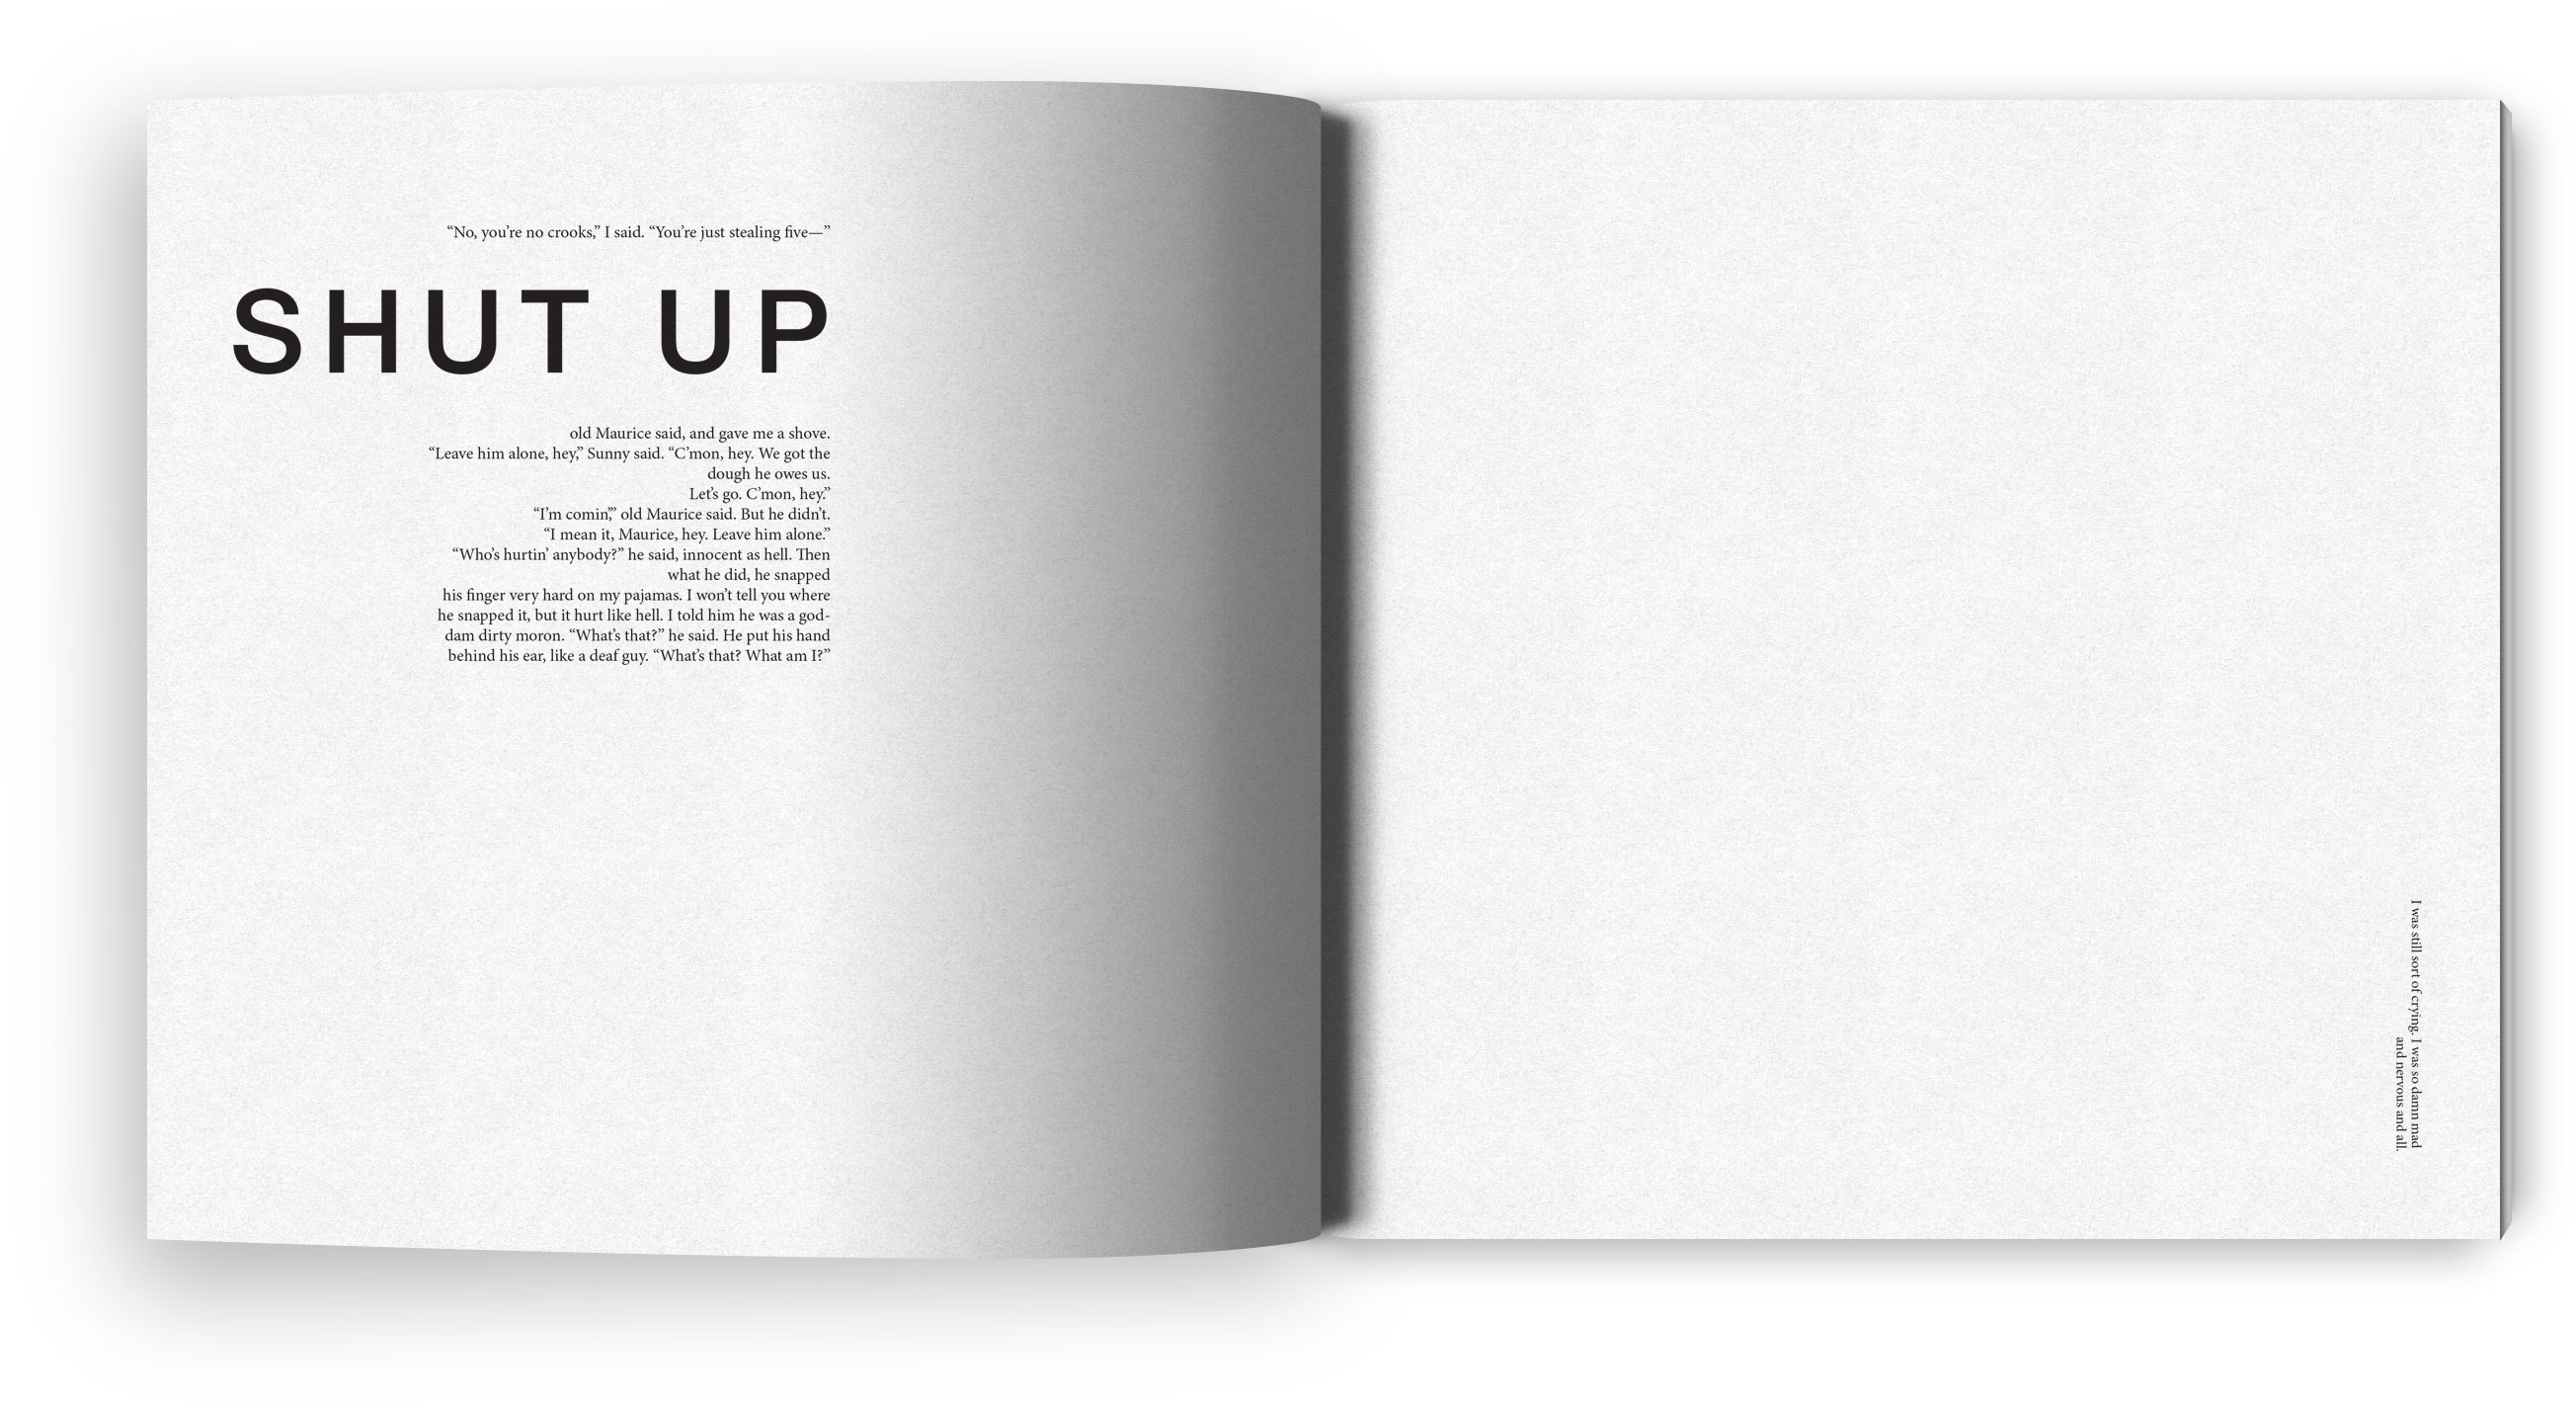 “No, you’re no crooks,” I said. “You’re just stealing five—”
SHUT UP
old Maurice said, and gave me a shove.
“Leave him alone, hey,” Sunny said. “C’mon, hey. We got the
dough he owes us.
Let’s go. C’mon, hey.”
“I’m comin’,” old Maurice said. But he didn’t.
“I mean it, Maurice, hey. Leave him alone.”
“Who’s hurtin’ anybody?” he said, innocent as hell. Then
what he did, he snapped
his finger very hard on my pajamas. I won’t tell you where
he snapped it, but it hurt like hell. I told him he was a god-
dam dirty moron. “What’s that?” he said. He put his hand
behind his ear, like a deaf guy. “What’s that? What am I?”
I was still sort of crying. I was so damn mad
and nervous and all.